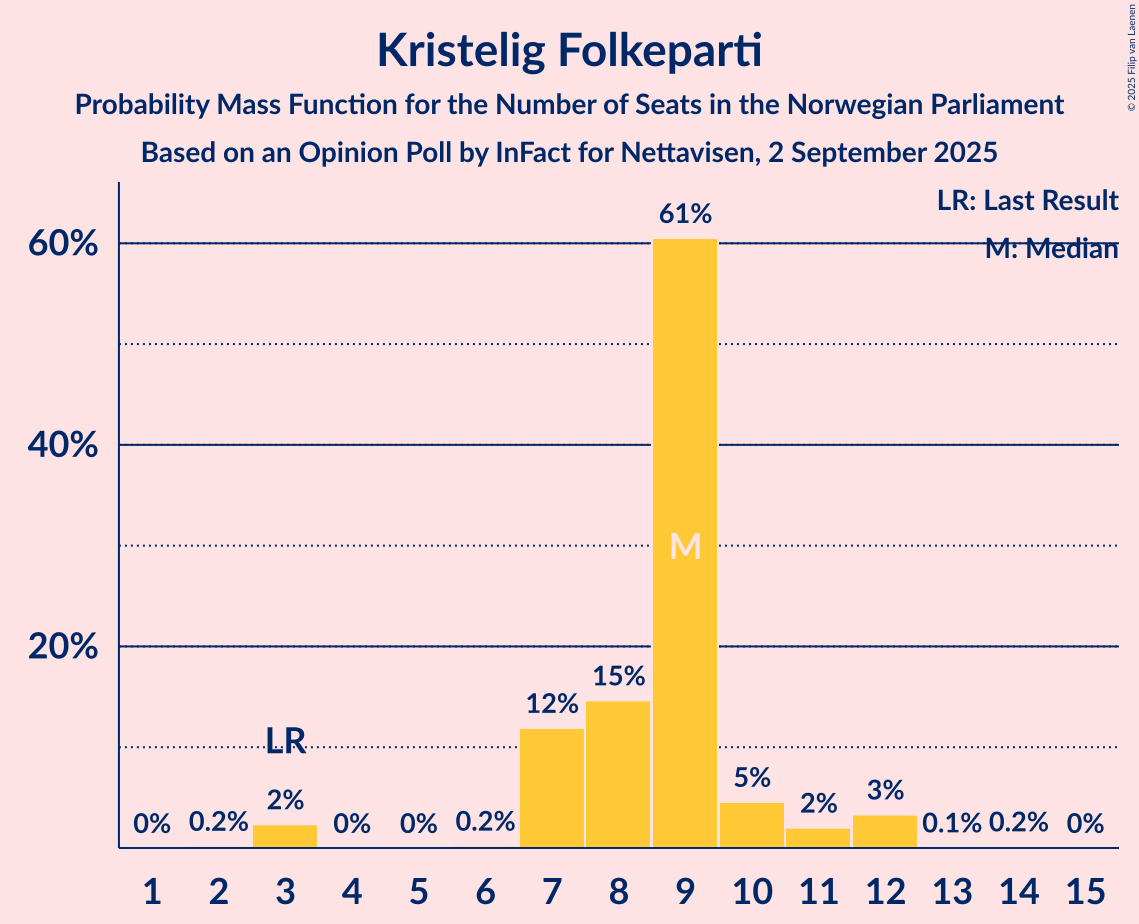 Kristelig Folkeparti
Probability Mass Function for the Number of Seats in the Norwegian Parliament
Based on an Opinion Poll by InFact for Nettavisen, 2 September 2025
© 2025 Filip van Laenen
LR: Last Result
M: Median
60%
40%
20%
0%
0.2%
2%
LR
0%
0%
0.2%
12%
15%
61%
M
5%
2%
3%
0.1%
0.2%
0%
1 2 3 4 5 6 7 8 9 10 11 12 13 14 15